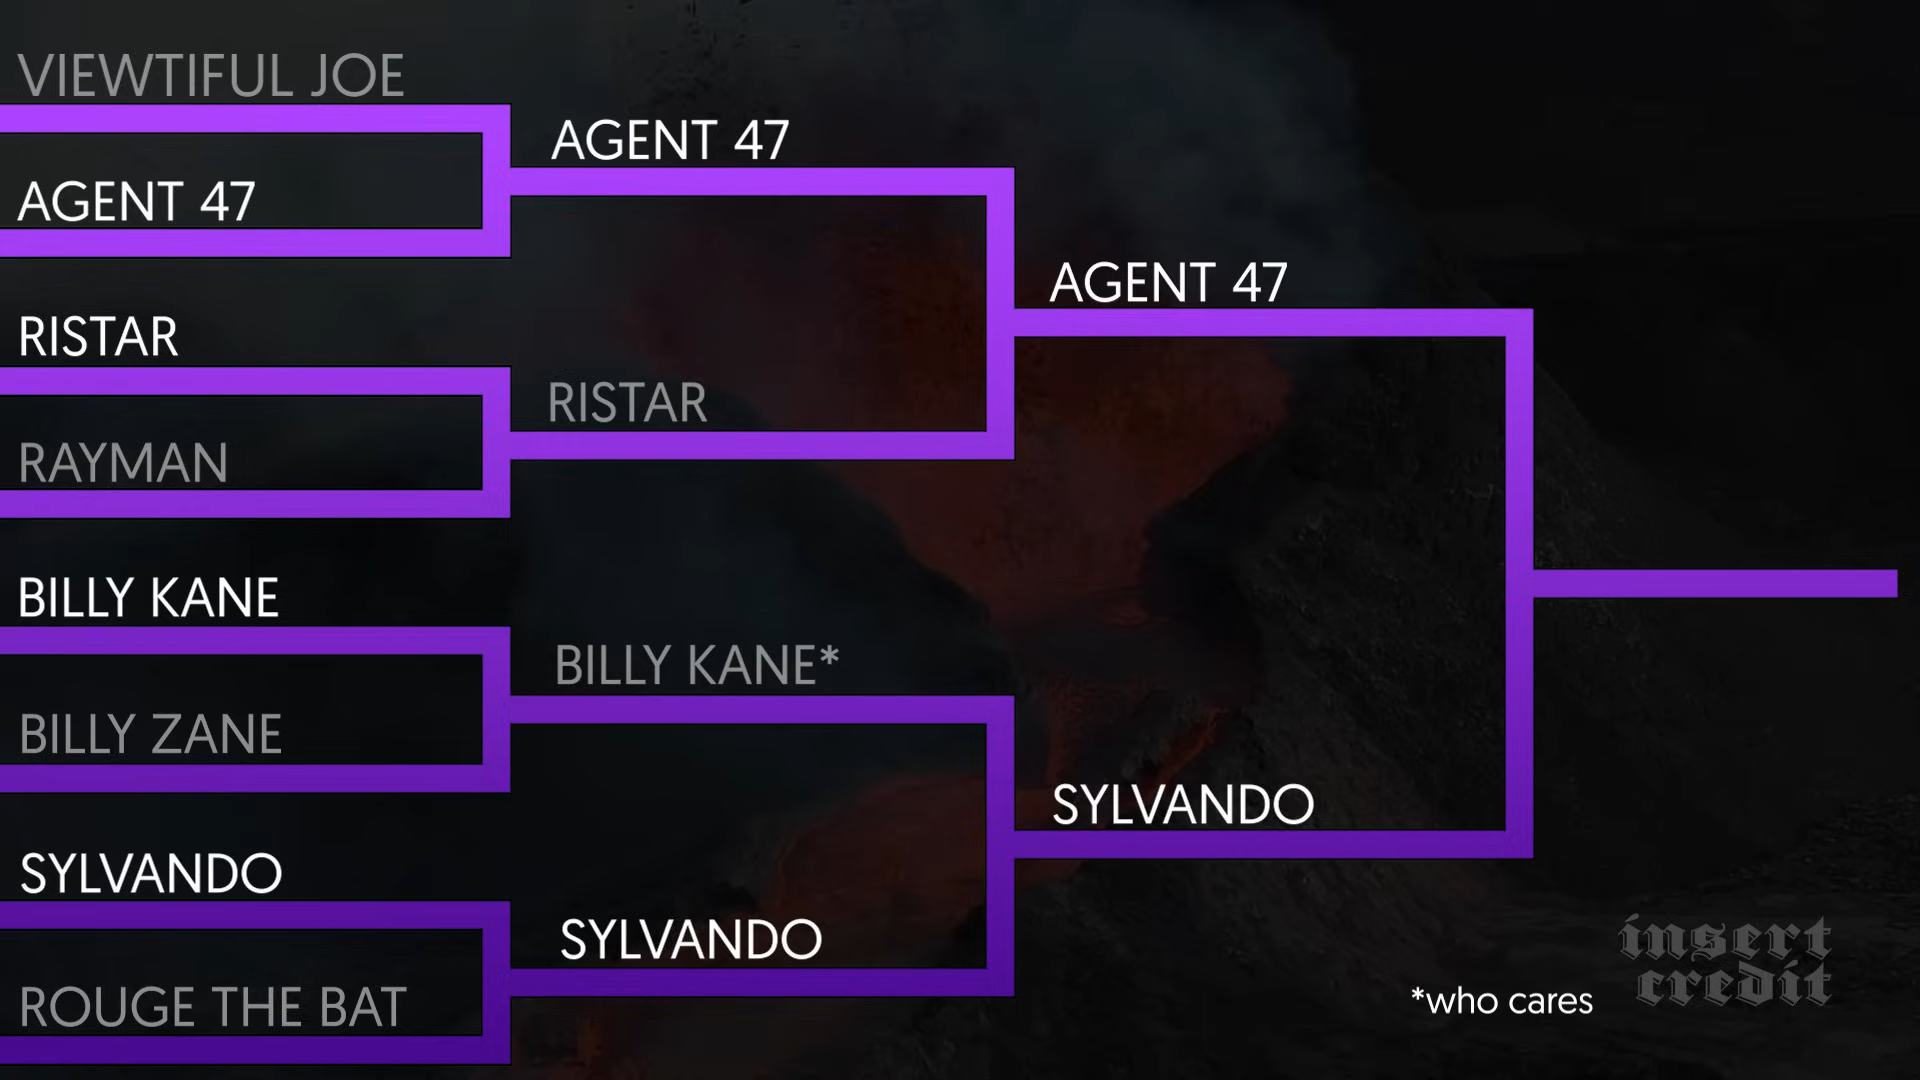 VIEWTIFUL JOE
AGENT 47
RISTAR
RAYMAN
BILLY KANE
BILLY ZANE
SYLVANDO
ROUGE THE BAT
AGENT 47
RISTAR
BILLY KANE*
SYLVANDO
AGENT 47
SYLVANDO
*who cares
insert
credit